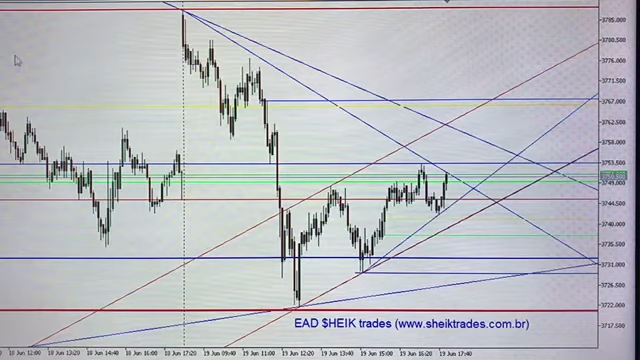 3785.000
3780.500
3776.000
3771.500
3767.000
3762.500
3758.000
3753.500
3749.000
3744.500
3740.000
3735.500
3731.000
3726.500
3722.000
3717.500
EAD $HEIK trades (www.sheiktrades.com.br)
18 Jun 12:20
18 Jun 13:20
18 Jun 14:40
18 Jun 16:00
18 Jun 17:20
19 Jun 09:40
19 Jun 11:00
19 Jun 12:20
19 Jun 13:40
19 Jun 15:00
19 Jun 16:20
19 Jun 17:40